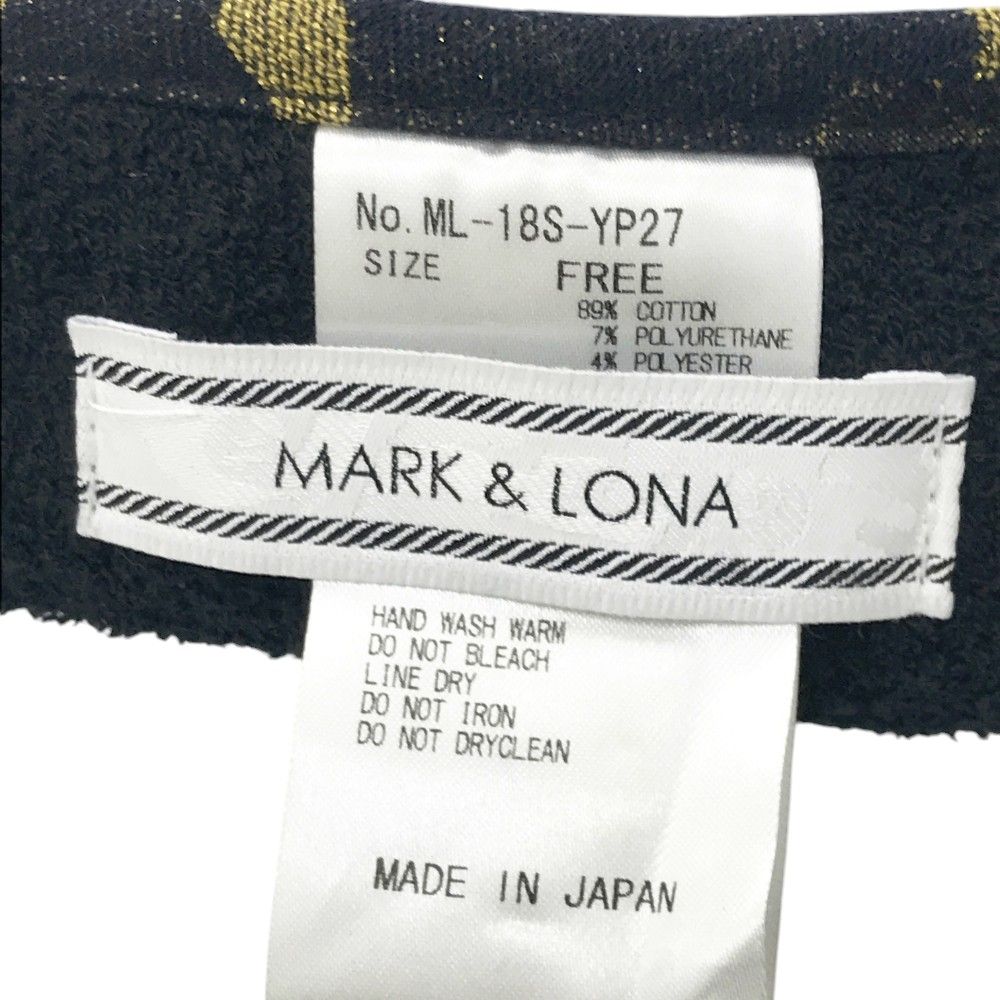 No. ML-18S-YP27
SIZE FREE
89% COTTON
7% POLYURETHANE
4% POLYESTER
MARK & LONA
HAND WASH WARM
DO NOT BLEACH
LINE DRY
DO NOT IRON
DO NOT DRYCLEAN
MADE IN JAPAN